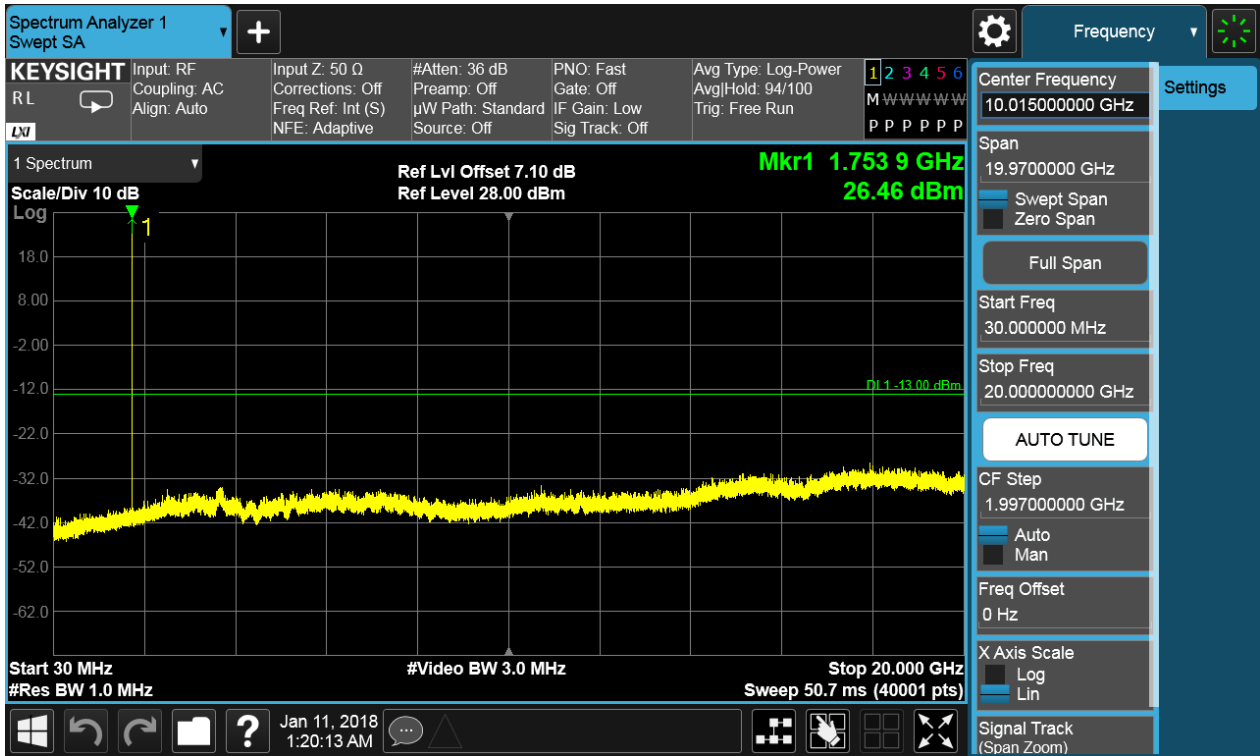 Spectrum Analyzer 1
Swept SA
+
Frequency
KEYSIGHT
RL
LXI
Input: RF
Coupling: AC
Align: Auto
Input Z: 50 Ω
Corrections: Off
Freq Ref: Int (S)
NFE: Adaptive
#Atten: 36 dB
Preamp: Off
µW Path: Standard
Source: Off
PNO: Fast
Gate: Off
IF Gain: Low
Sig Track: Off
Avg Type: Log-Power
Avg|Hold: 94/100
Trig: Free Run
1 2 3 4 5 6
M W W W W W
P P P P P P
1 Spectrum
Scale/Div 10 dB
Log
Ref Lvl Offset 7.10 dB
Ref Level 28.00 dBm
Mkr1 1.753 9 GHz
26.46 dBm
1
18.0
8.00
-2.00
-12.0
DL1 -13.00 dBm
-22.0
-32.0
-42.0
-52.0
-62.0
Start 30 MHz
#Res BW 1.0 MHz
#Video BW 3.0 MHz
Stop 20.000 GHz
Sweep 50.7 ms (40001 pts)
?
Jan 11, 2018
1:20:13 AM
Center Frequency
10.015000000 GHz
Span
19.9700000 GHz
Swept Span
Zero Span
Full Span
Start Freq
30.000000 MHz
Stop Freq
20.000000000 GHz
AUTO TUNE
CF Step
1.997000000 GHz
Auto
Man
Freq Offset
0 Hz
X Axis Scale
Log
Lin
Signal Track
(Span Zoom)
Settings